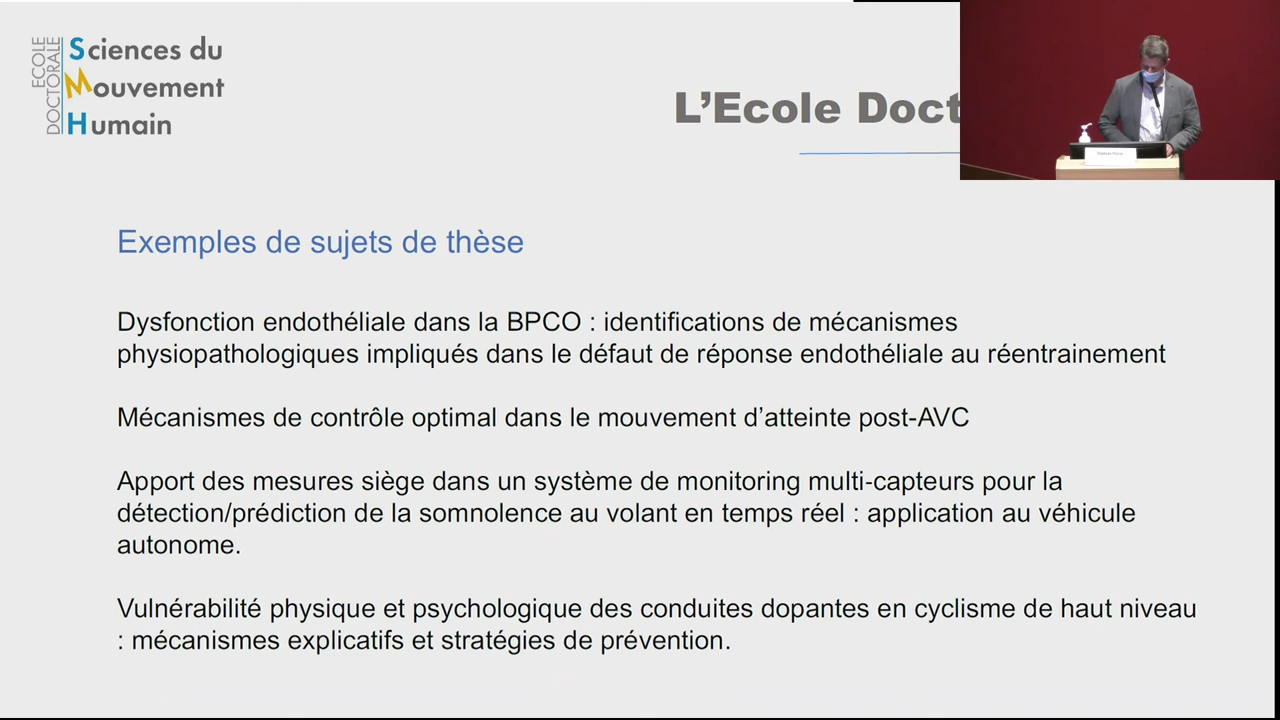 ECOLE
DOCTORALE
Sciences du
Mouvement
Humain
L’Ecole Doct
Exemples de sujets de thèse
Dysfonction endothéliale dans la BPCO : identifications de mécanismes
physiopathologiques impliqués dans le défaut de réponse endothéliale au réentrainement
Mécanismes de contrôle optimal dans le mouvement d’atteinte post-AVC
Apport des mesures siège dans un système de monitoring multi-capteurs pour la
détection/prédiction de la somnolence au volant en temps réel : application au véhicule
autonome.
Vulnérabilité physique et psychologique des conduites dopantes en cyclisme de haut niveau
: mécanismes explicatifs et stratégies de prévention.